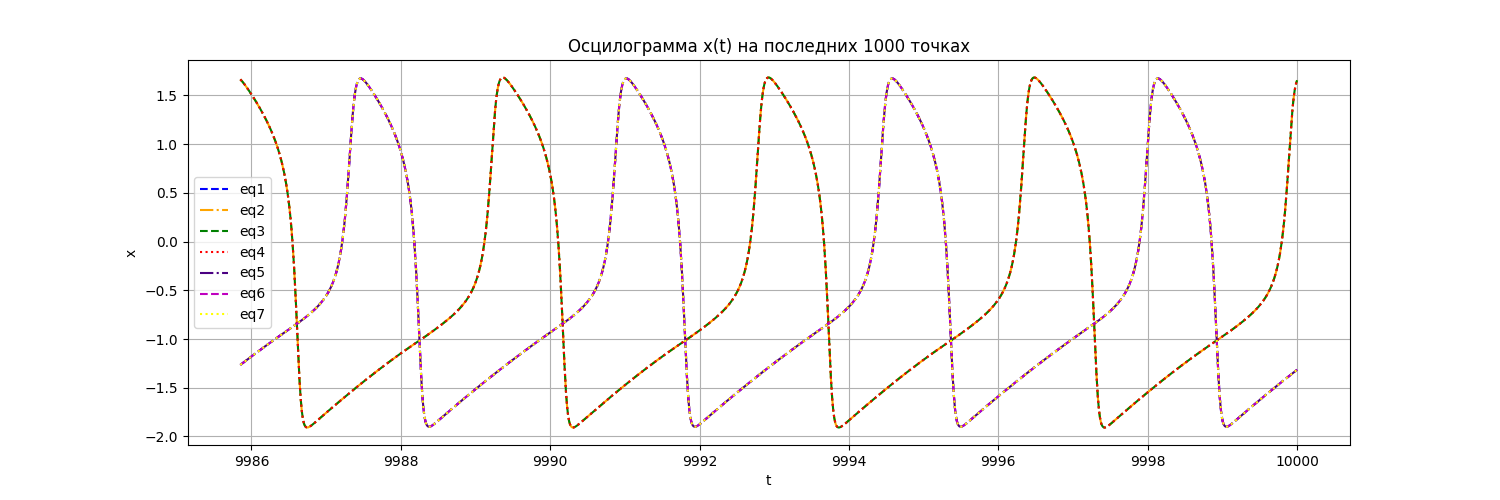 Осцилограмма x(t) на последних 1000 точках
1.5
1.0
0.5
0.0
−0.5
−1.0
−1.5
−2.0
x
eq1
eq2
eq3
eq4
eq5
eq6
eq7
9986 9988 9990 9992 9994 9996 9998 10000
t